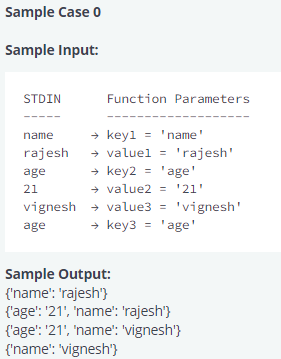 Sample Case 0
Sample Input:
STDIN Function Parameters
----- -------------------
name → key1 = 'name'
rajesh → value1 = 'rajesh'
age → key2 = 'age'
21 → value2 = '21'
vignesh → value3 = 'vignesh'
age → key3 = 'age'
Sample Output:
{'name': 'rajesh'}
{'age': '21', 'name': 'rajesh'}
{'age': '21', 'name': 'vignesh'}
{'name': 'vignesh'}